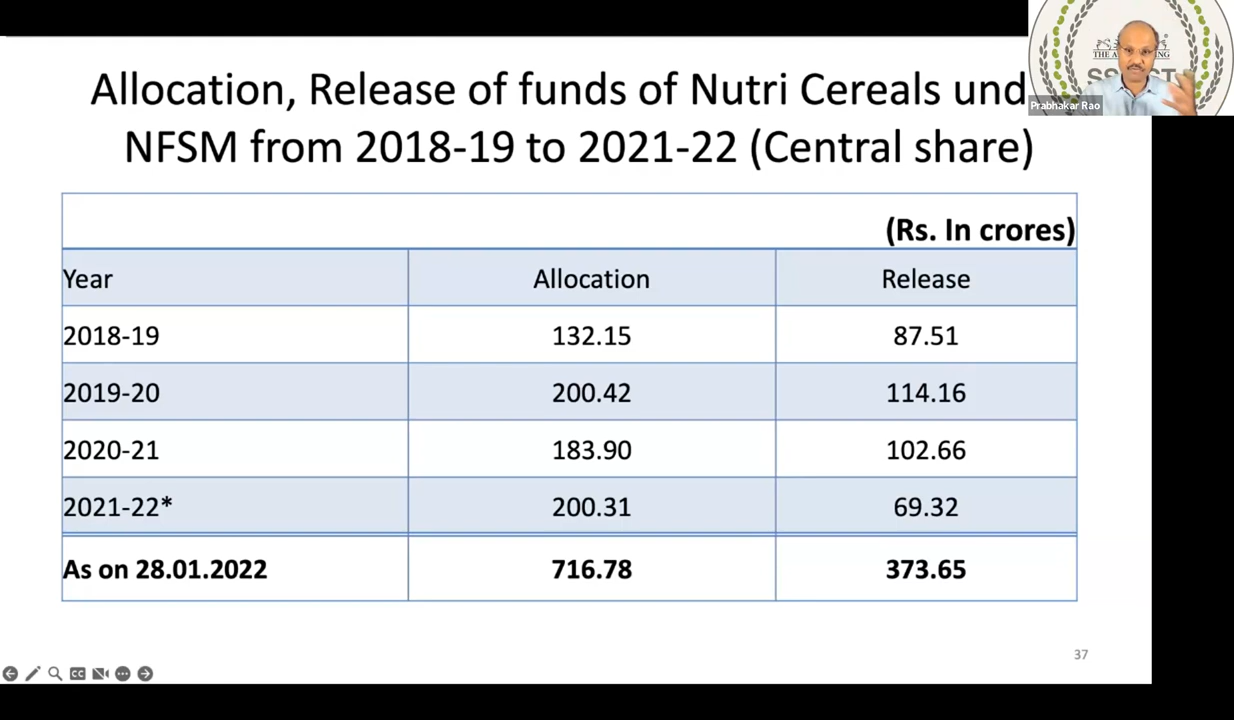 Allocation, Release of funds of Nutri Cereals und
NFSM from 2018-19 to 2021-22 (Central share)
Prabhakar Rao
(Rs. In crores)
Year Allocation Release
2018-19 132.15 87.51
2019-20 200.42 114.16
2020-21 183.90 102.66
2021-22* 200.31 69.32
As on 28.01.2022 716.78 373.65
37
CC